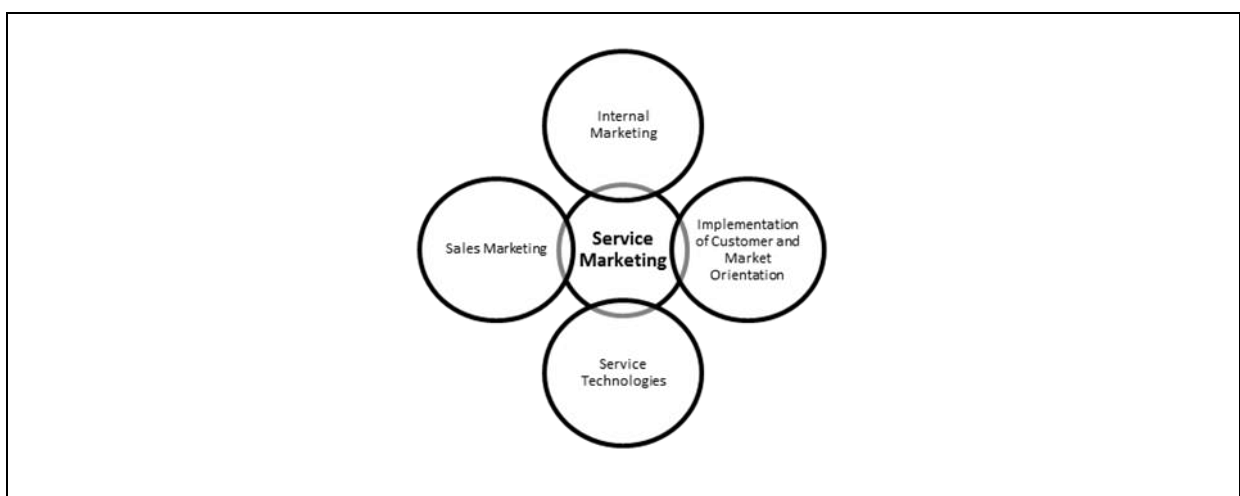 Internal
Marketing
Sales Marketing
Service
Marketing
Implementation
of Customer and
Market
Orientation
Service
Technologies